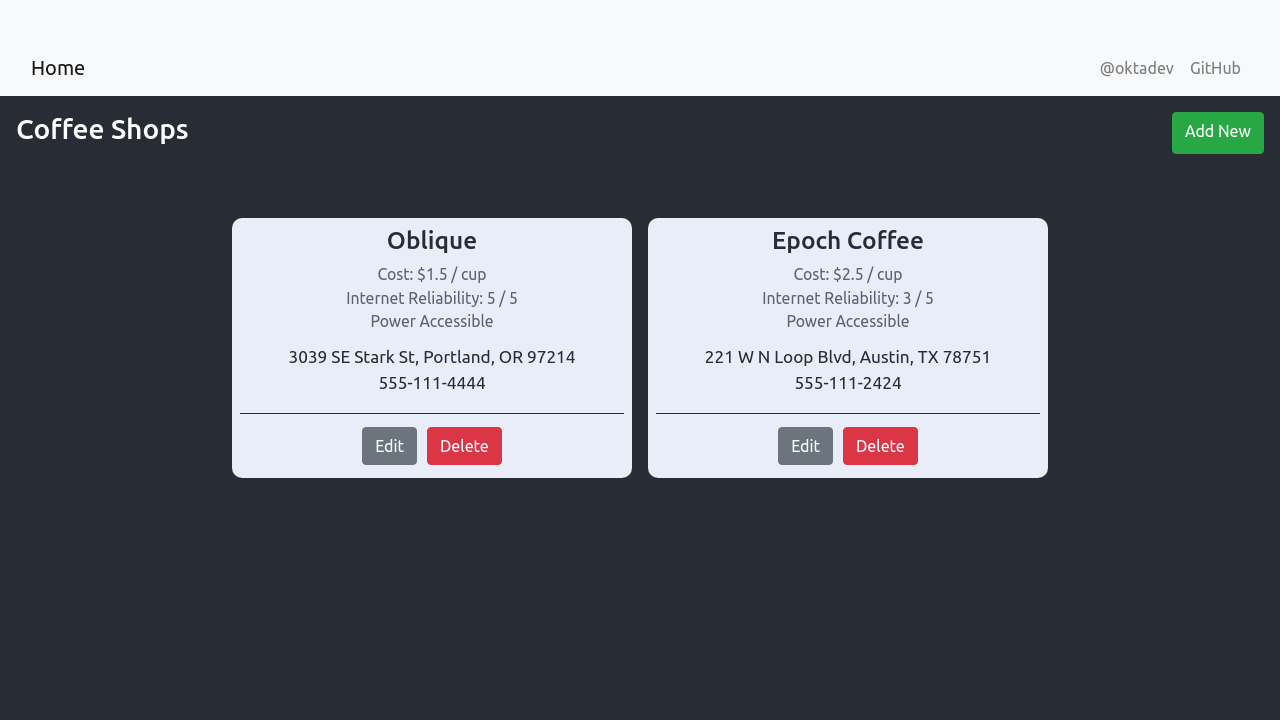 Home
@oktadev GitHub
Coffee Shops
Add New
Oblique
Cost: $1.5 / cup
Internet Reliability: 5 / 5
Power Accessible
3039 SE Stark St, Portland, OR 97214
555-111-4444
Edit Delete
Epoch Coffee
Cost: $2.5 / cup
Internet Reliability: 3 / 5
Power Accessible
221 W N Loop Blvd, Austin, TX 78751
555-111-2424
Edit Delete